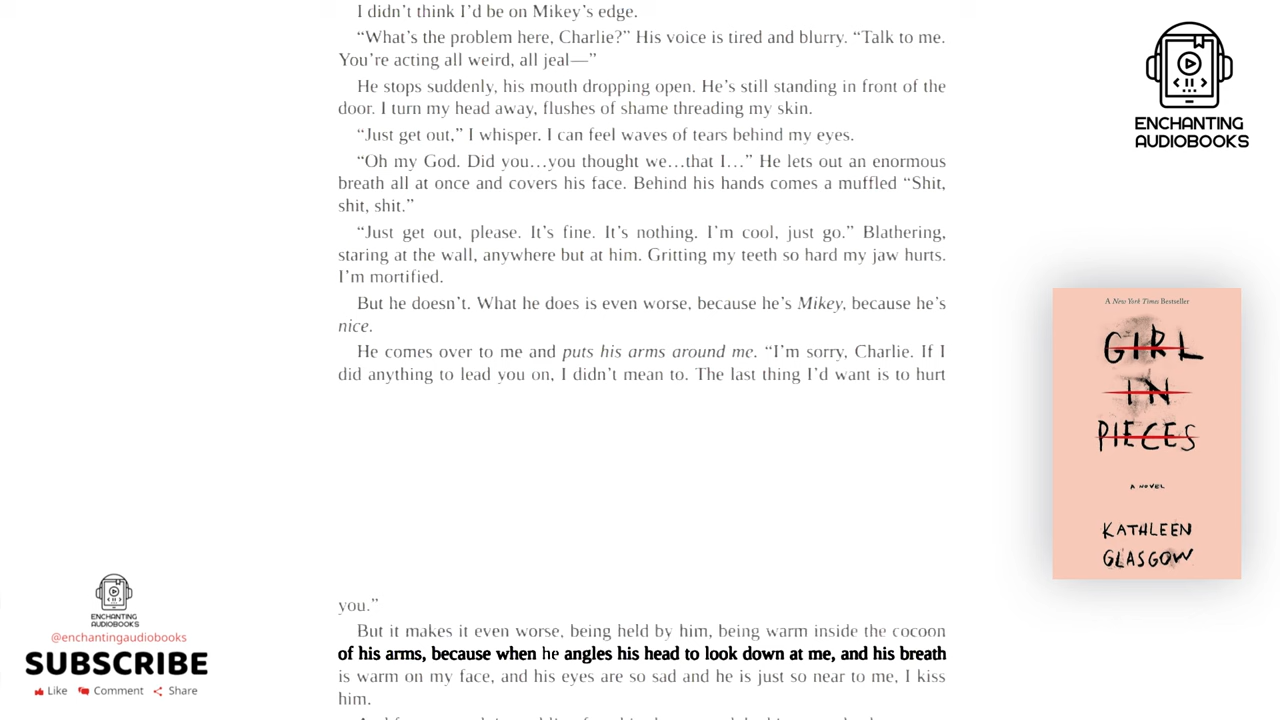 I didn't think I'd be on Mikey's edge.
“What's the problem here, Charlie?” His voice is tired and blurry. “Talk to me.
You're acting all weird, all jeal—”
He stops suddenly, his mouth dropping open. He's still standing in front of the
door. I turn my head away, flushes of shame threading my skin.
“Just get out,” I whisper. I can feel waves of tears behind my eyes.
“Oh my God. Did you…you thought we…that I…” He lets out an enormous
breath all at once and covers his face. Behind his hands comes a muffled “Shit,
shit, shit.”
“Just get out, please. It's fine. It's nothing. I'm cool, just go.” Blathering,
staring at the wall, anywhere but at him. Gritting my teeth so hard my jaw hurts.
I'm mortified.
But he doesn't. What he does is even worse, because he's Mikey, because he's
nice.
He comes over to me and puts his arms around me. “I'm sorry, Charlie. If I
did anything to lead you on, I didn't mean to. The last thing I'd want is to hurt
you.”
But it makes it even worse, being held by him, being warm inside the cocoon
of his arms, because when he angles his head to look down at me, and his breath
is warm on my face, and his eyes are so sad and he is just so near to me, I kiss
him.
ENCHANTING
AUDIOBOOKS
A New York Times Bestseller
GIRL
IN
PIECES
A NOVEL
KATHLEEN
GLASGOW
ENCHANTING
AUDIOBOOKS
@enchantingaudiobooks
SUBSCRIBE
Like Comment Share